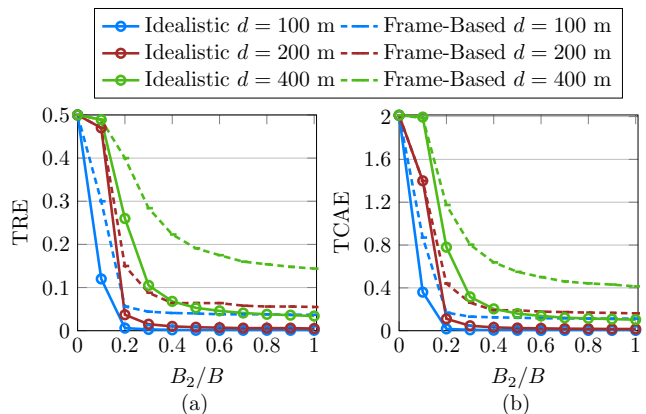 Idealistic d = 100 m Frame-Based d = 100 m
Idealistic d = 200 m Frame-Based d = 200 m
Idealistic d = 400 m Frame-Based d = 400 m
0.5
0.4
0.3
0.2
0.1
0
TRE
0 0.2 0.4 0.6 0.8 1
B₂/B
(a)
2
1.6
1.2
0.8
0.4
0
TCAE
0 0.2 0.4 0.6 0.8 1
B₂/B
(b)